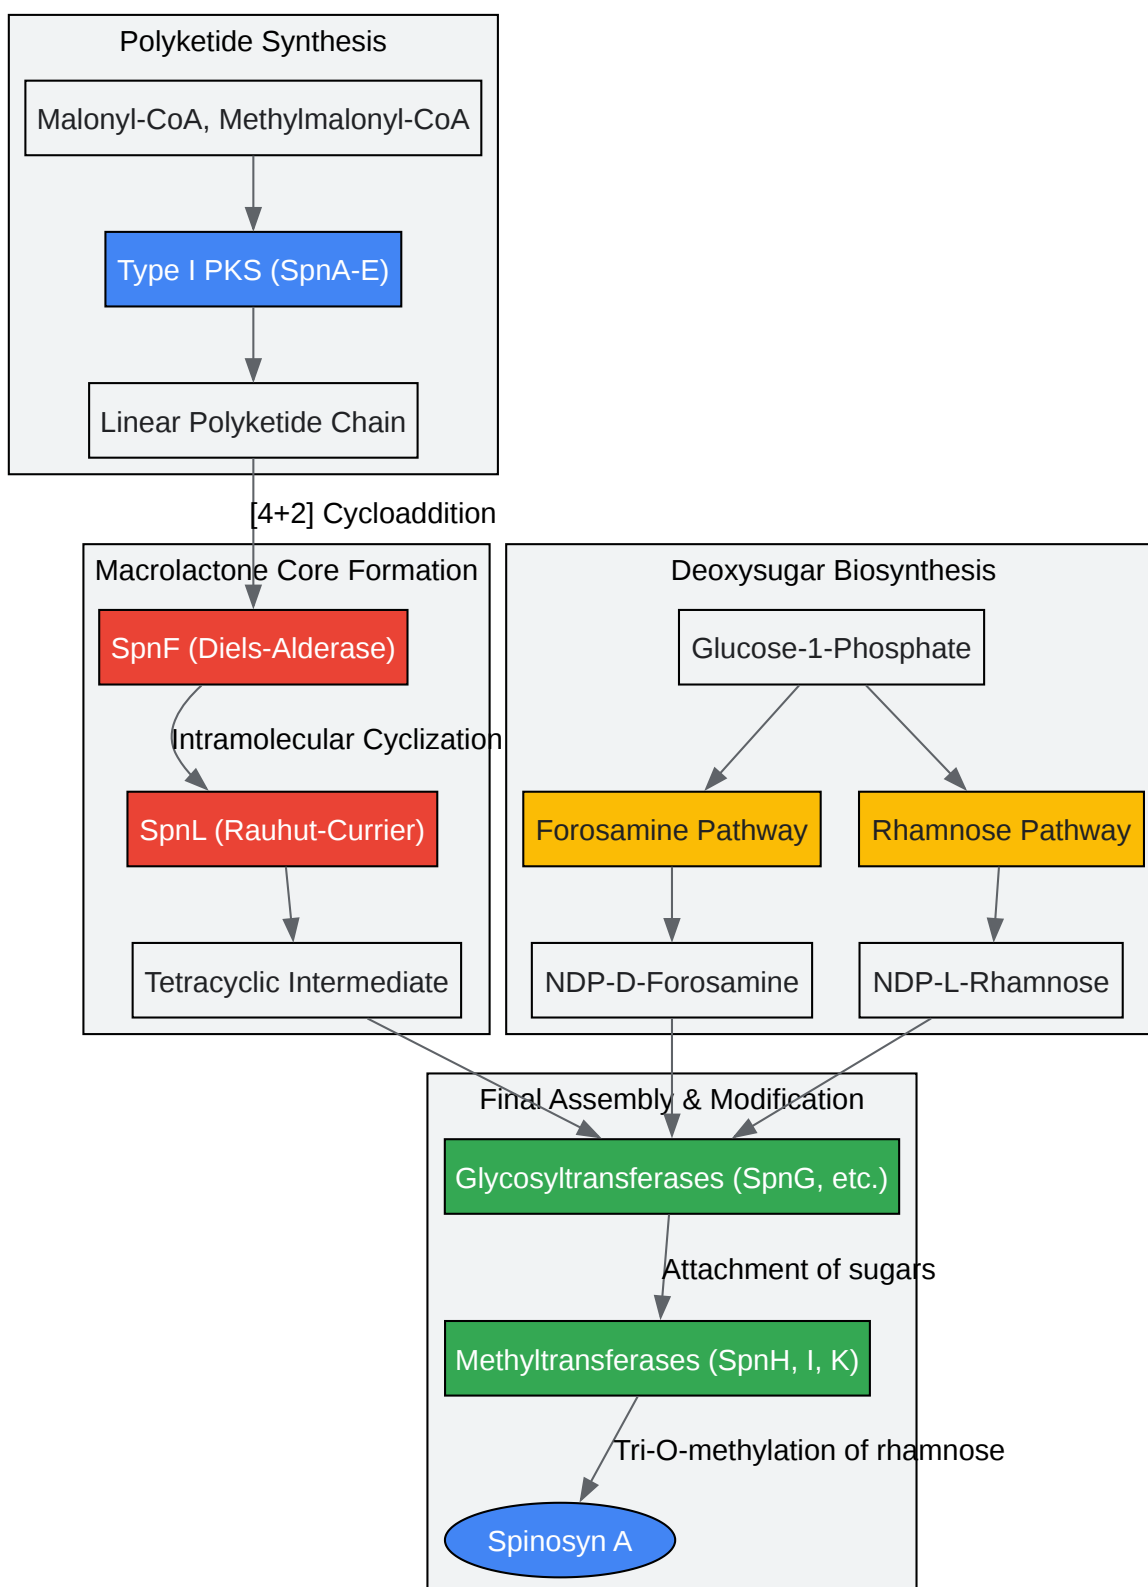 Polyketide Synthesis
Malonyl-CoA, Methylmalonyl-CoA
Type I PKS (SpnA-E)
Linear Polyketide Chain
[4+2] Cycloaddition
Macrolactone Core Formation
SpnF (Diels-Alderase)
Intramolecular Cyclization
SpnL (Rauhut-Currier)
Tetracyclic Intermediate
Deoxysugar Biosynthesis
Glucose-1-Phosphate
Forosamine Pathway
Rhamnose Pathway
NDP-D-Forosamine
NDP-L-Rhamnose
Final Assembly & Modification
Glycosyltransferases (SpnG, etc.)
Attachment of sugars
Methyltransferases (SpnH, I, K)
Tri-O-methylation of rhamnose
Spinosyn A